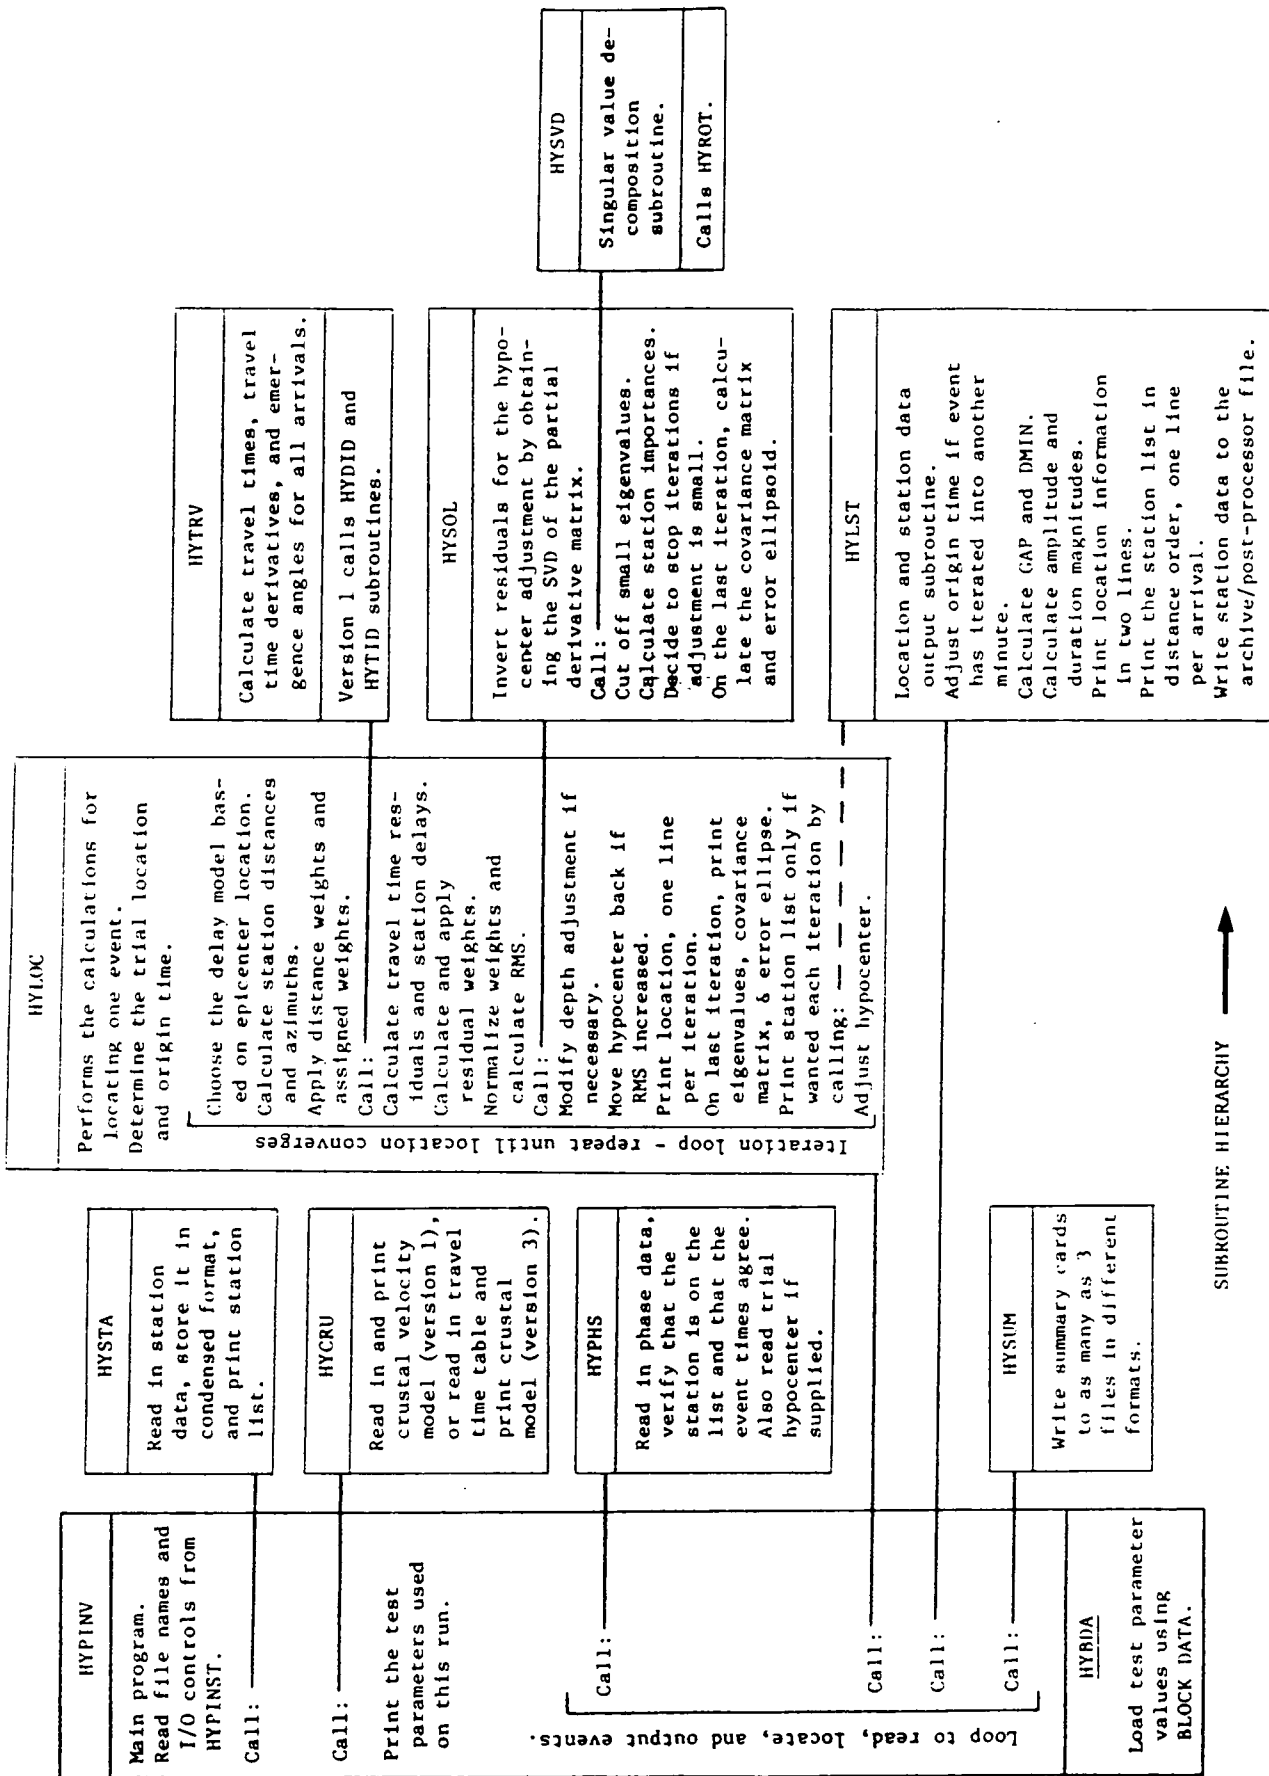 HYPINV
Main program.
Read file names and
I/O controls from
HYPINST.
Call:
Call:
Print the test
parameters used
on this run.
Loop to read, locate, and output events.
Call:
Call:
Call:
Call:
HYBDA
Load test parameter
values using
BLOCK DATA.
HYSTA
Read in station
data, store it in
condensed format,
and print station
list.
HYCRU
Read in and print
crustal velocity
model (version 1),
or read in travel
time table and
print crustal
model (version 3).
HYPHS
Read in phase data,
verify that the
station is on the
list and that the
event times agree.
Also read trial
hypocenter if
supplied.
HYSUM
Write summary cards
to as many as 3
files in different
formats.
HYLOC
Performs the calculations for
locating one event.
Determine the trial location
and origin time.
Iteration loop - repeat until location converges
Choose the delay model bas-
ed on epicenter location.
Calculate station distances
and azimuths.
Apply distance weights and
assigned weights.
Call:
Calculate travel time res-
iduals and station delays.
Calculate and apply
residual weights.
Normalize weights and
calculate RMS.
Call:
Modify depth adjustment if
necessary.
Move hypocenter back if
RMS increased.
Print location, one line
per iteration.
On last iteration, print
eigenvalues, covariance
matrix, & error ellipse.
Print station list only if
wanted each iteration by
calling:
Adjust hypocenter.
HYTRV
Calculate travel times, travel
time derivatives, and emer-
gence angles for all arrivals.
Version 1 calls HYDID and
HYTID subroutines.
HYSOL
Invert residuals for the hypo-
center adjustment by obtain-
ing the SVD of the partial
derivative matrix.
Call:
Cut off small eigenvalues.
Calculate station importances.
Decide to stop iterations if
adjustment is small.
On the last iteration, calcu-
late the covariance matrix
and error ellipsoid.
HYLST
Location and station data
output subroutine.
Adjust origin time if event
has iterated into another
minute.
Calculate GAP and DMIN.
Calculate amplitude and
duration magnitudes.
Print location information
in two lines.
Print the station list in
distance order, one line
per arrival.
Write station data to the
archive/post-processor file.
HYSVD
Singular value de-
composition
subroutine.
Calls HYROT.
SUBROUTINE HIERARCHY